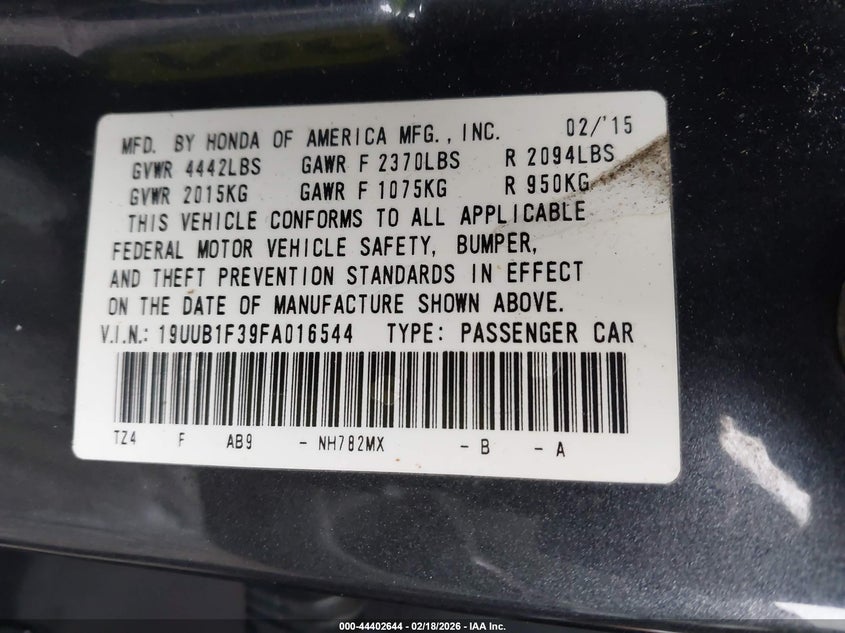 MFD. BY HONDA OF AMERICA MFG., INC. 02/'15
GVWR 4442LBS GAWR F 2370LBS R 2094LBS
GVWR 2015KG GAWR F 1075KG R 950KG
THIS VEHICLE CONFORMS TO ALL APPLICABLE
FEDERAL MOTOR VEHICLE SAFETY, BUMPER,
AND THEFT PREVENTION STANDARDS IN EFFECT
ON THE DATE OF MANUFACTURE SHOWN ABOVE.
V.I.N.: 19UUB1F39FA016544 TYPE: PASSENGER CAR
TZ4 F AB9 - NH782MX - B - A
000-44402644 - 02/18/2026 - IAA Inc.